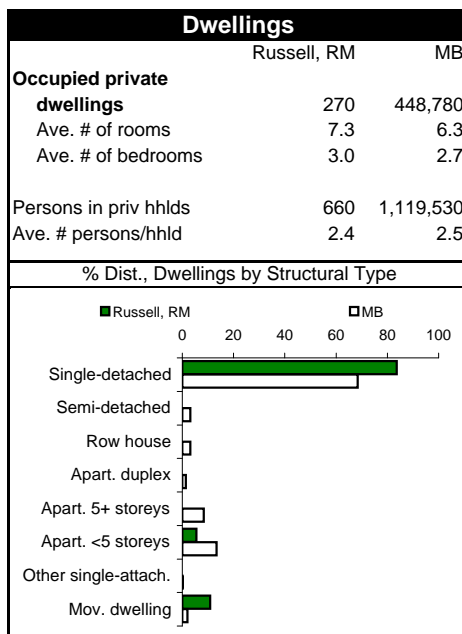 Dwellings
Russell, RM MB
Occupied private
dwellings 270 448,780
Ave. # of rooms 7.3 6.3
Ave. # of bedrooms 3.0 2.7
Persons in priv hhlds 660 1,119,530
Ave. # persons/hhld 2.4 2.5
% Dist., Dwellings by Structural Type
Russell, RM MB
0 20 40 60 80 100
Single-detached
Semi-detached
Row house
Apart. duplex
Apart. 5+ storeys
Apart. <5 storeys
Other single-attach.
Mov. dwelling